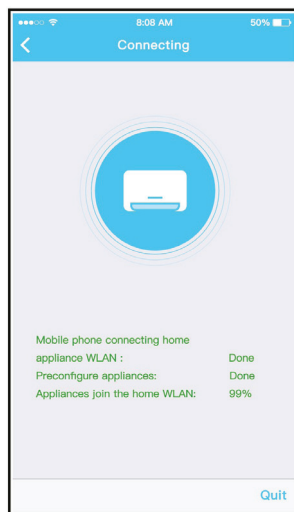 8:08 AM
50%
Connecting
Mobile phone connecting home
appliance WLAN : Done
Preconfigure appliances: Done
Appliances join the home WLAN: 99%
Quit